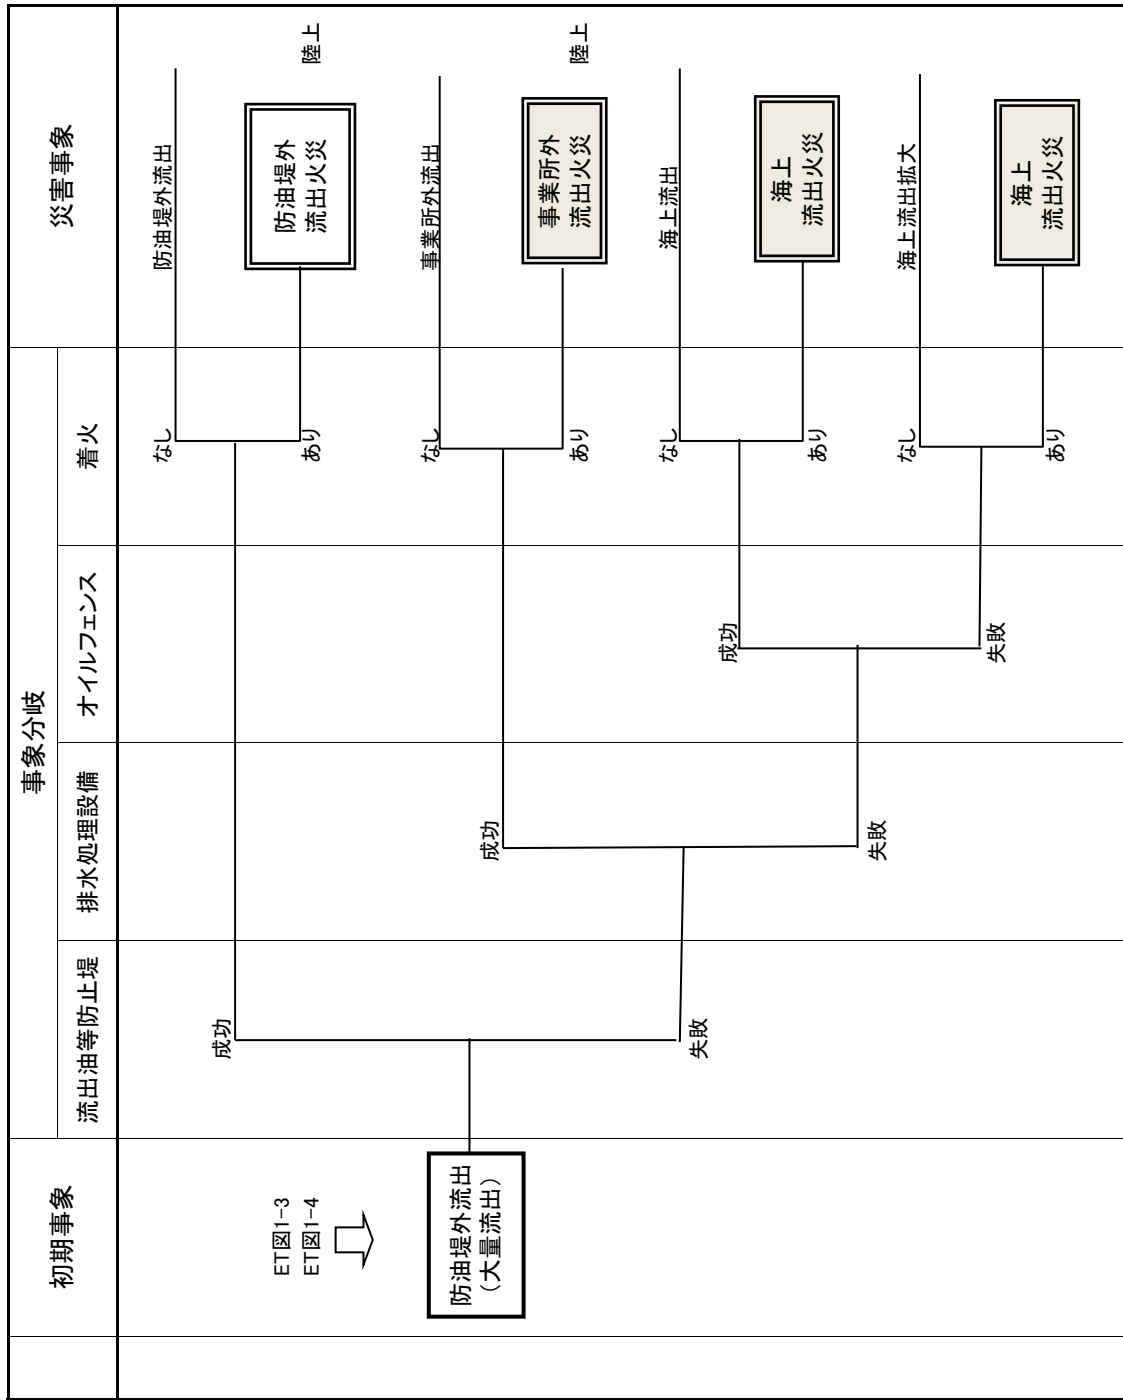 初期事象
事象分岐
災害事象
流出油等防止堤
排水処理設備
オイルフェンス
着火
ET図1-3
ET図1-4
防油堤外流出
（大量流出）
成功
失敗
成功
失敗
成功
失敗
なし
防油堤外流出
あり
防油堤外
流出火災
陸上
なし
事業所外流出
あり
事業所外
流出火災
陸上
なし
海上流出
あり
海上
流出火災
なし
海上流出拡大
あり
海上
流出火災